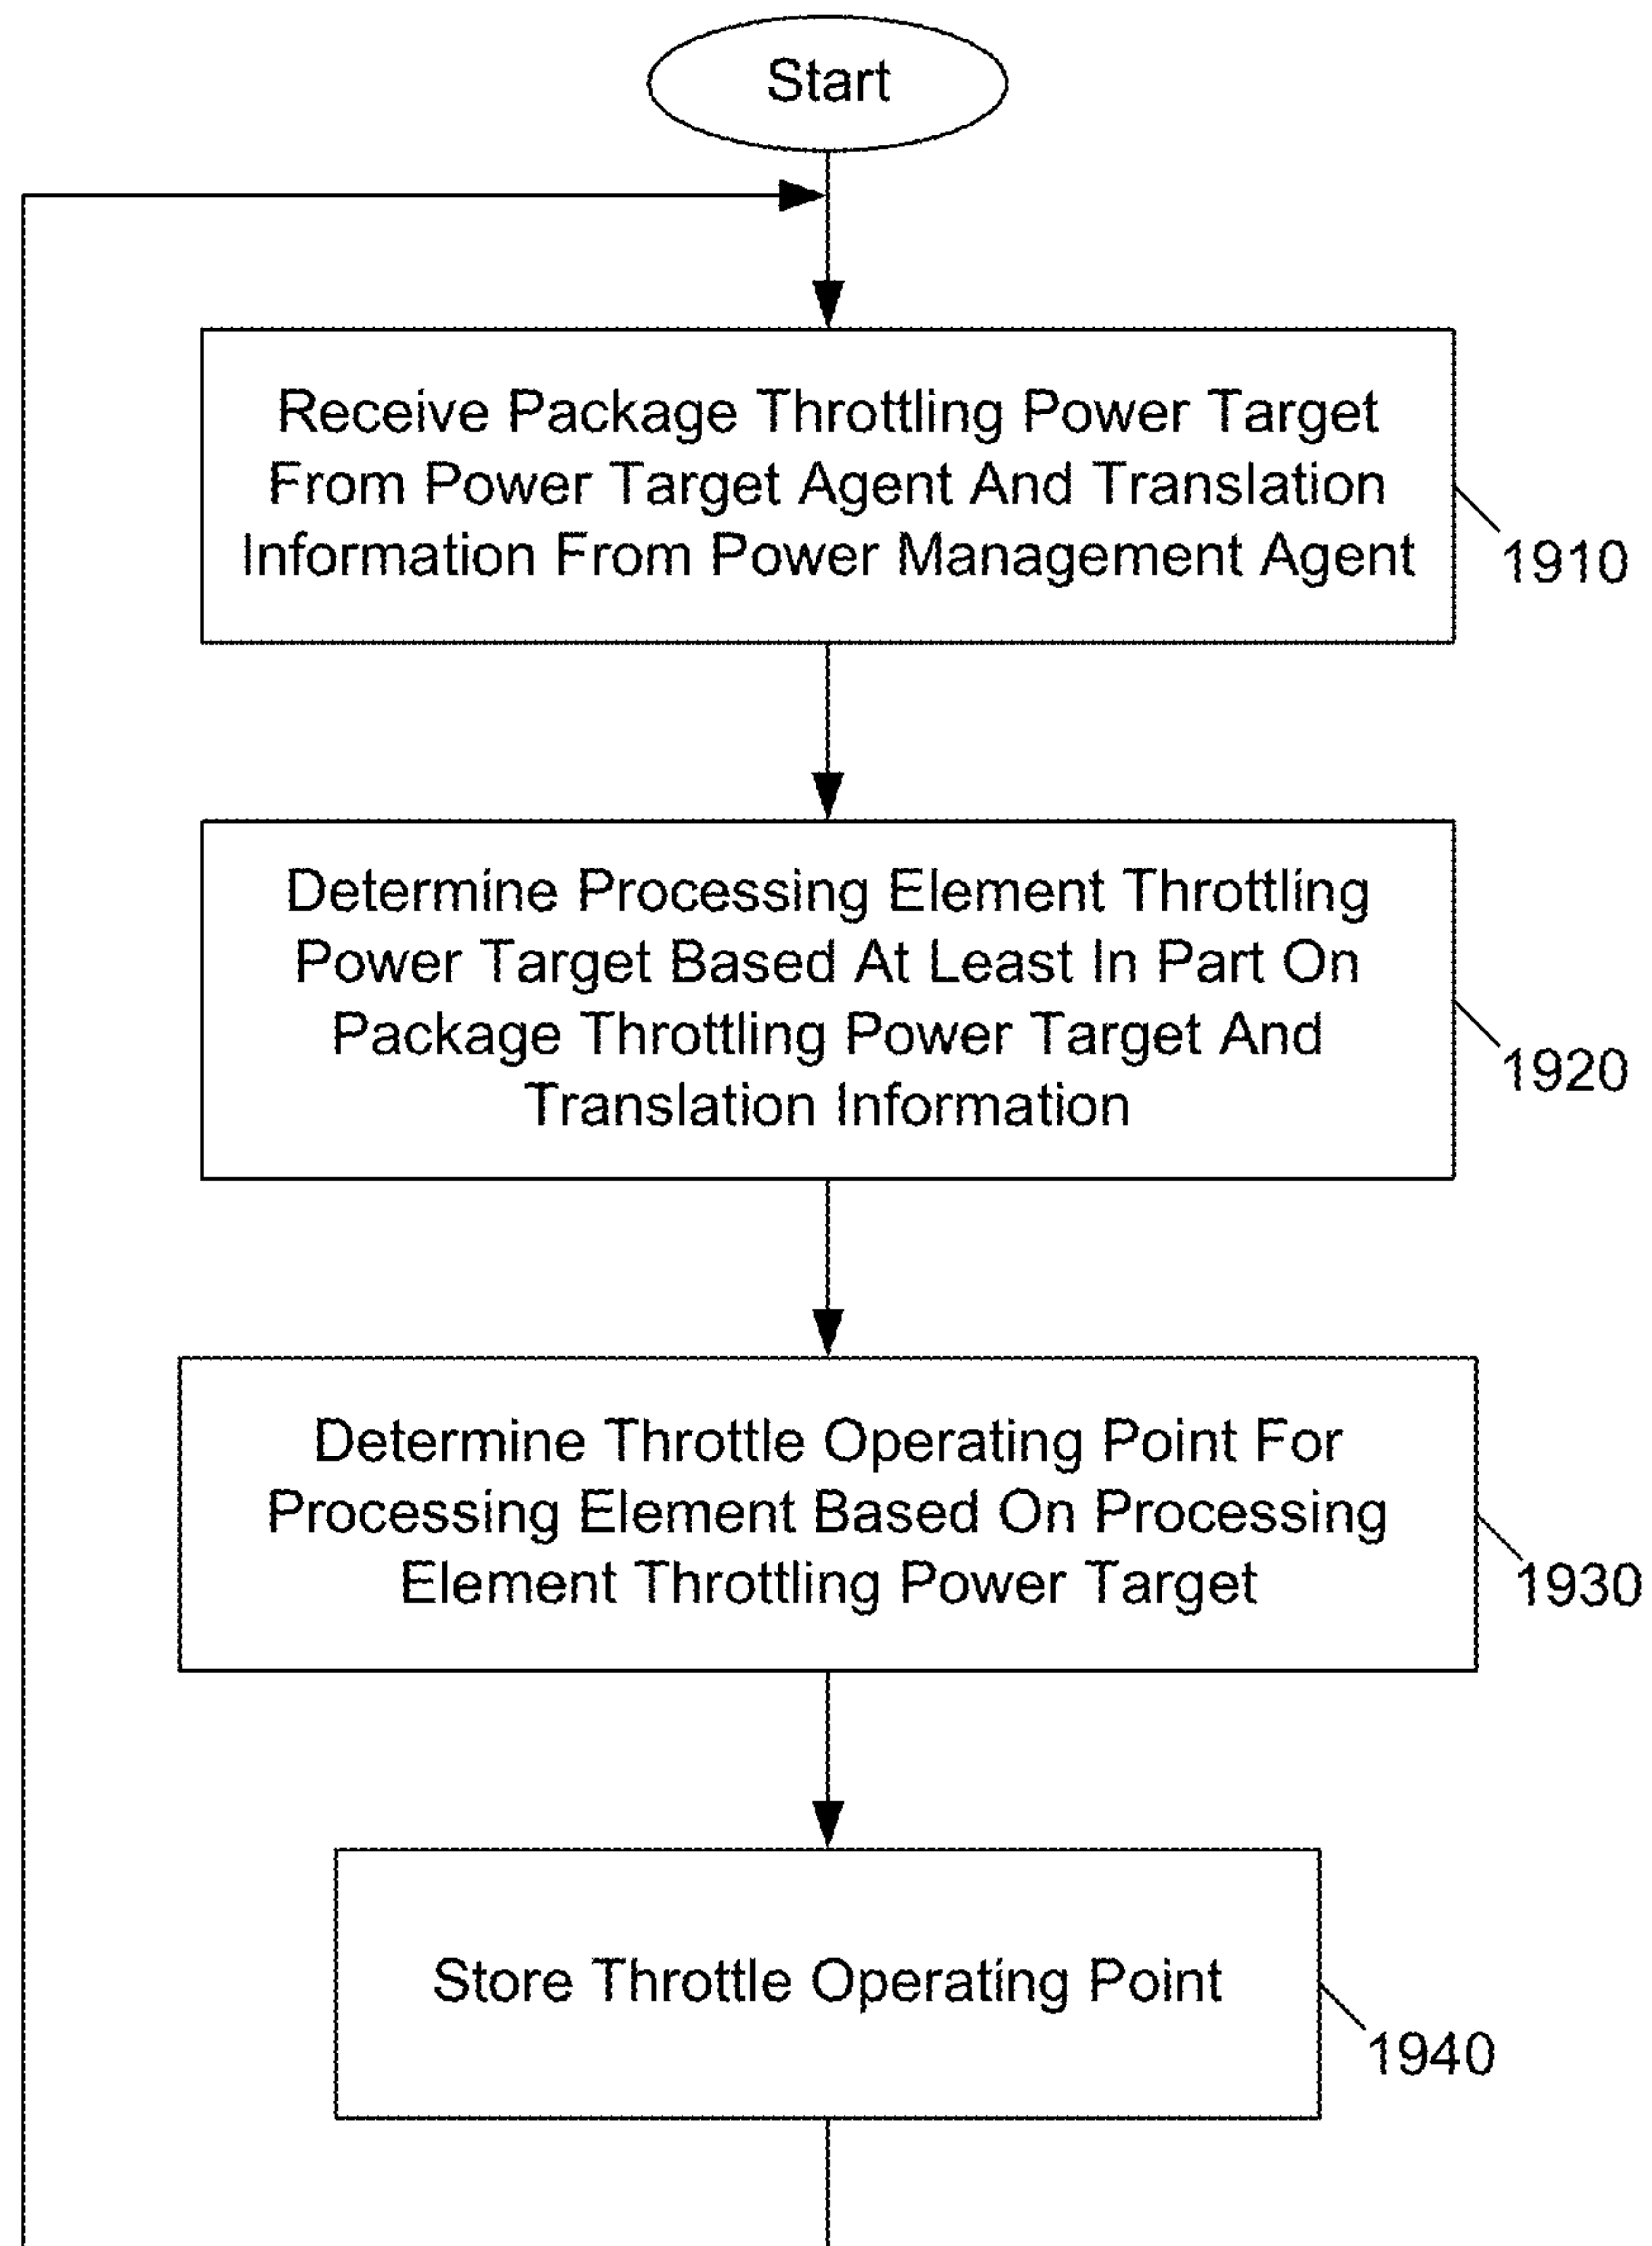 Start
Receive Package Throttling Power Target
From Power Target Agent And Translation
Information From Power Management Agent
1910
Determine Processing Element Throttling
Power Target Based At Least In Part On
Package Throttling Power Target And
Translation Information
1920
Determine Throttle Operating Point For
Processing Element Based On Processing
Element Throttling Power Target
1930
Store Throttle Operating Point
1940